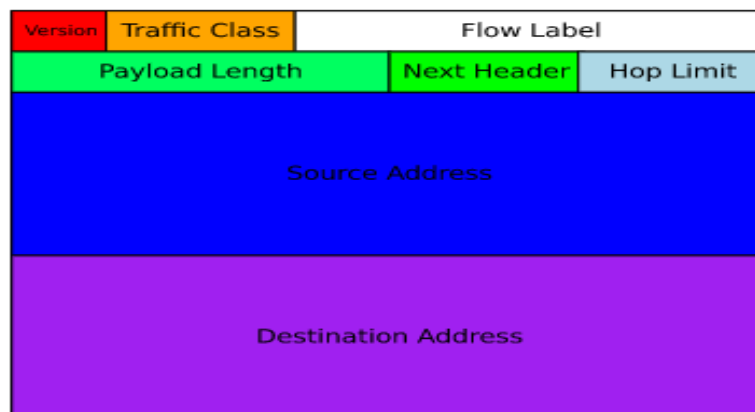 Version Traffic Class Flow Label
Payload Length Next Header Hop Limit
Source Address
Destination Address